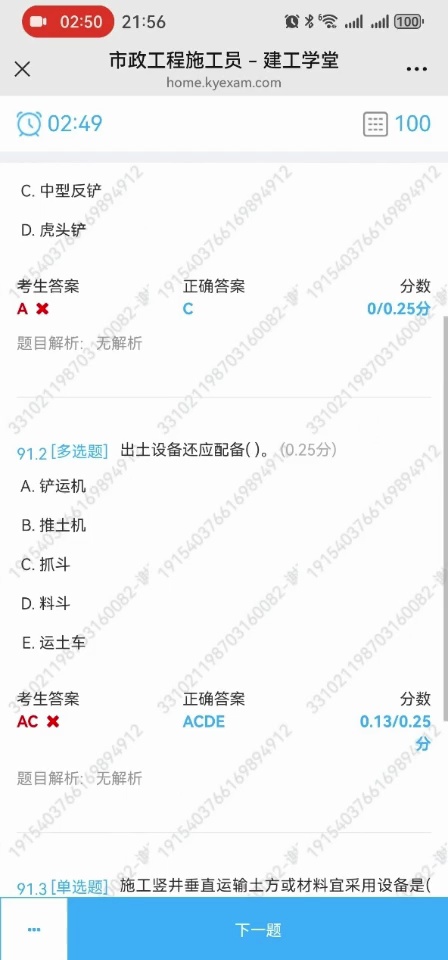 02:50 21:56 100
市政工程施工员 – 建工学堂
home.kyexam.com
02:49 100
C. 中型反铲
D. 虎头铲
考生答案 正确答案 分数
A C 0/0.25分
题目解析: 无解析
91.2 [多选题] 出土设备还应配备( )。 (0.25分)
A. 铲运机
B. 推土机
C. 抓斗
D. 料斗
E. 运土车
考生答案 正确答案 分数
AC ACDE 0.13/0.25
分
题目解析: 无解析
91.3 [单选题] 施工竖井垂直运输土方或材料宜采用设备是(
下一题